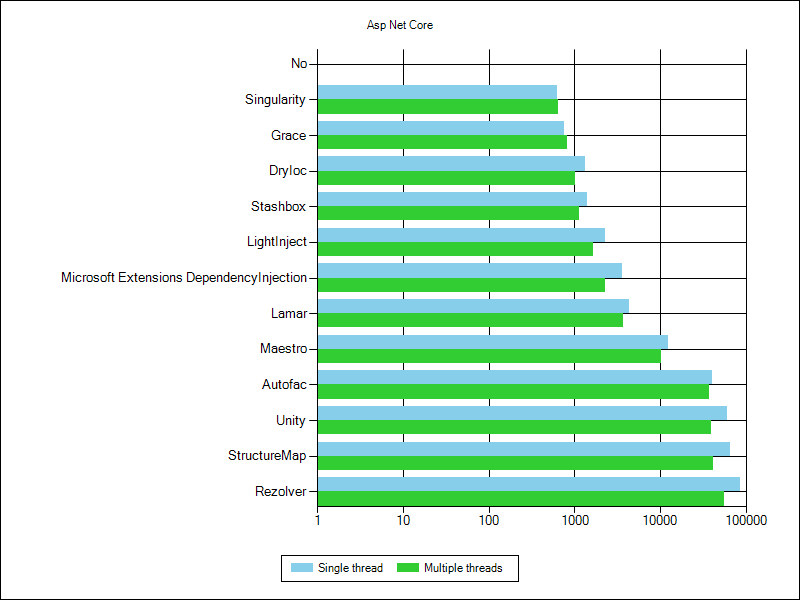 Asp Net Core
No
Singularity
Grace
DryIoc
Stashbox
LightInject
Microsoft Extensions DependencyInjection
Lamar
Maestro
Autofac
Unity
StructureMap
Rezolver
1 10 100 1000 10000 100000
Single thread Multiple threads